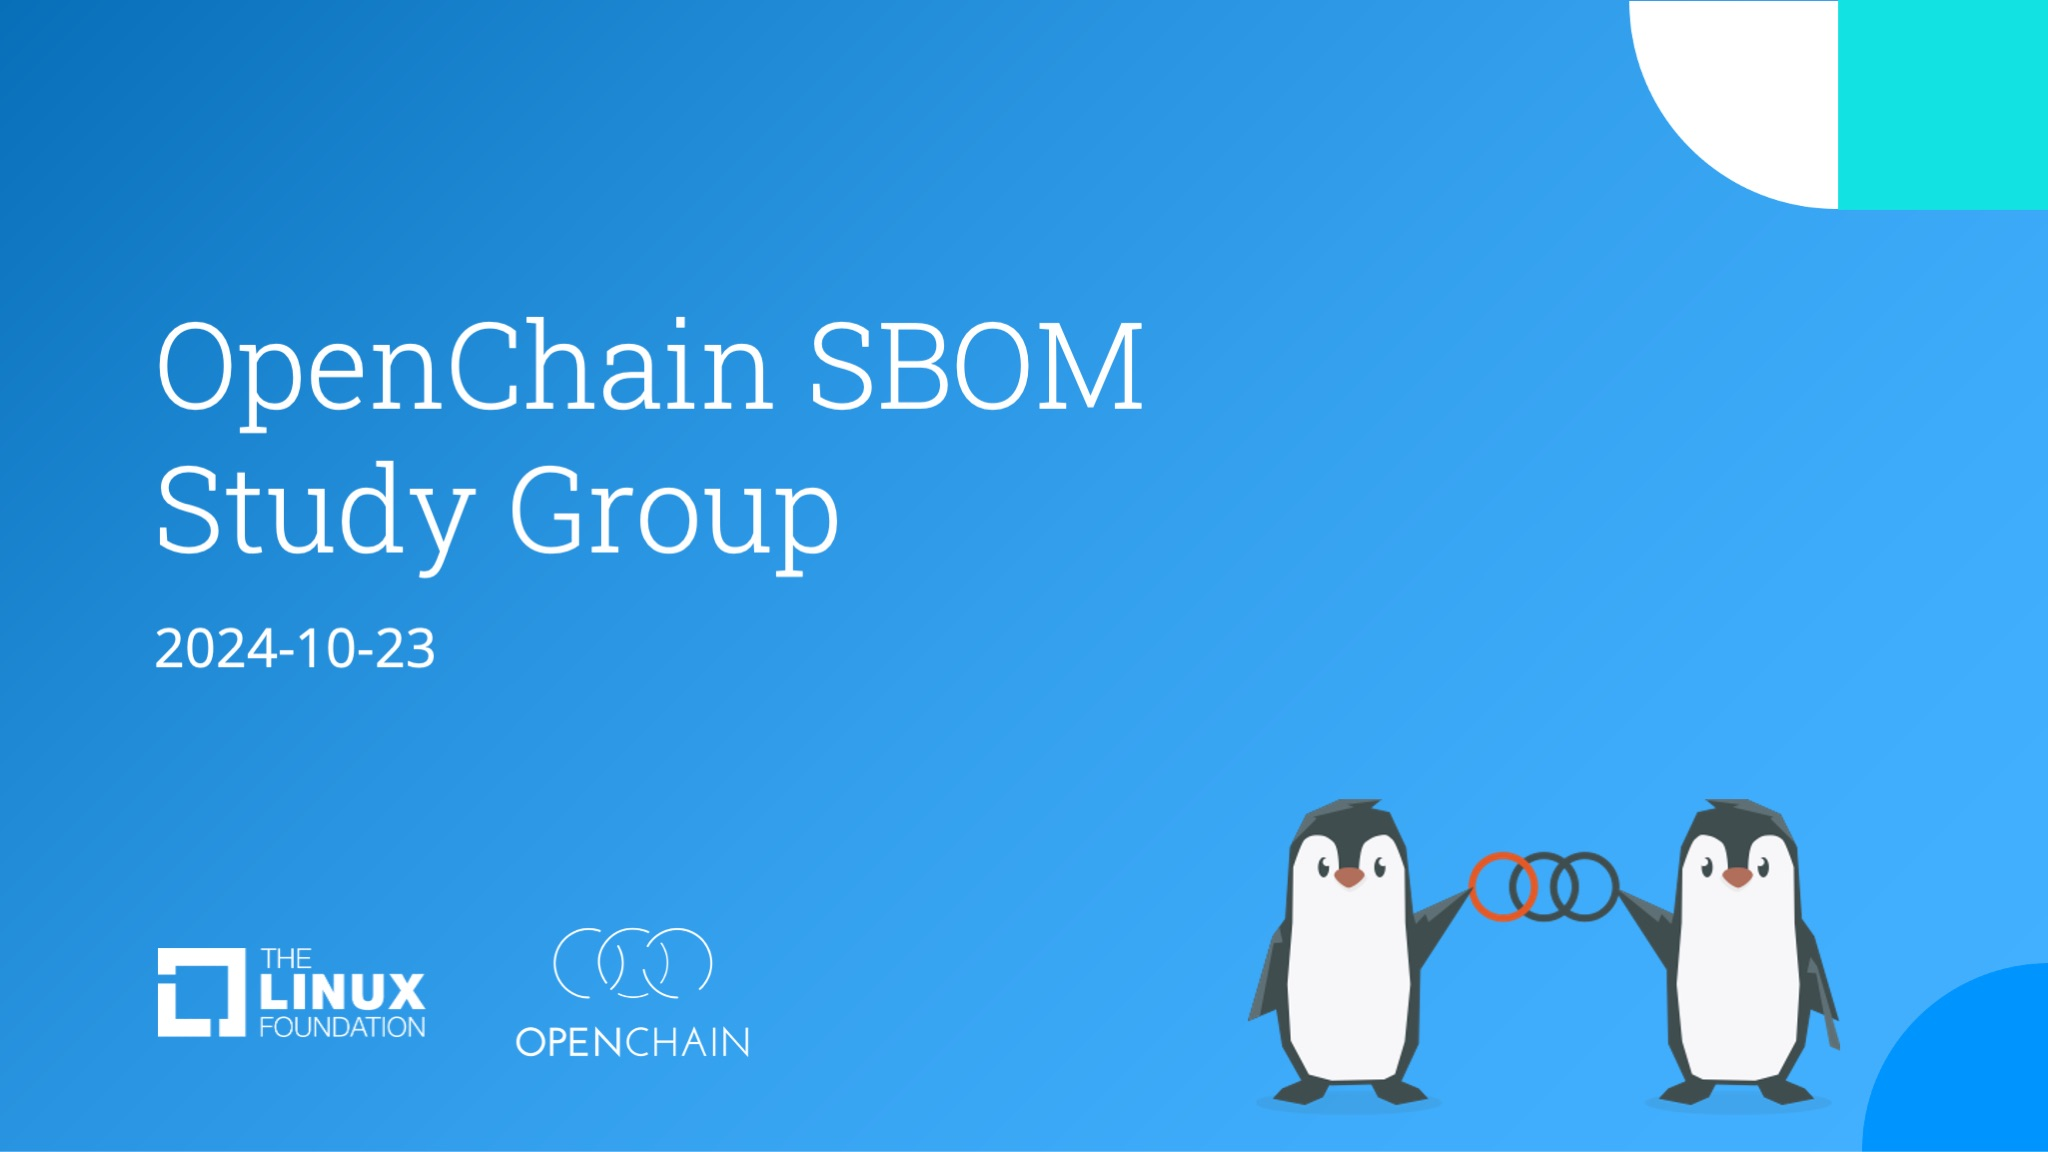 OpenChain SBOM
Study Group
2024-10-23
THE
LINUX
FOUNDATION
OPENCHAIN